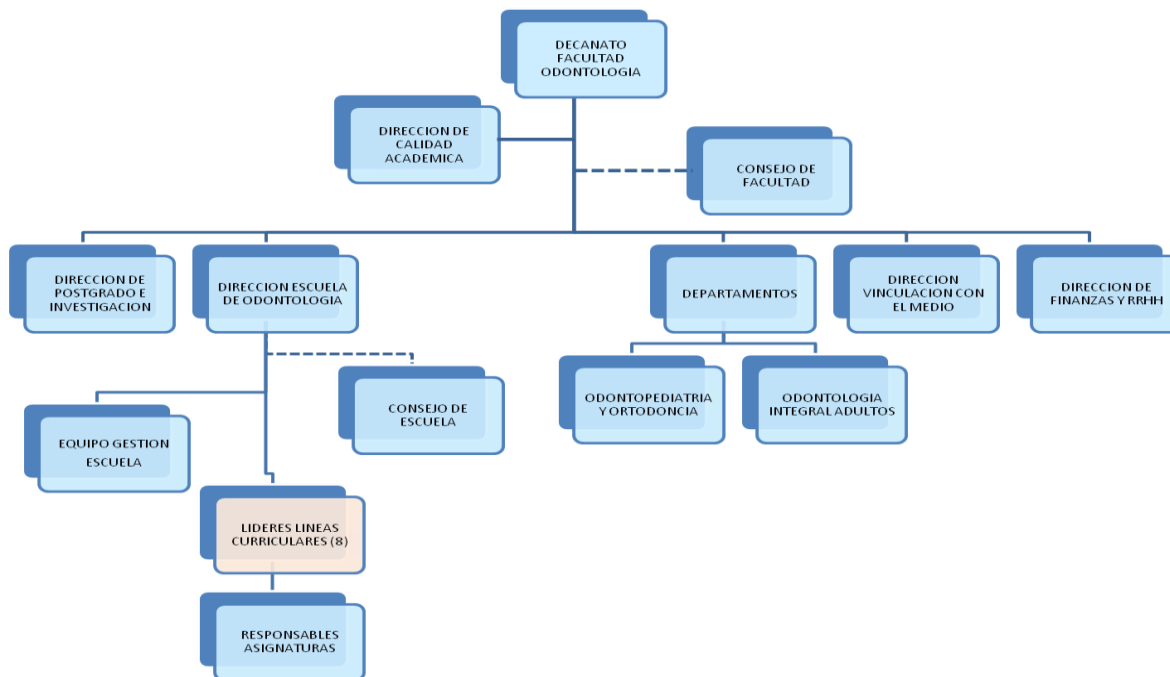 DECANATO
FACULTAD
ODONTOLOGIA
DIRECCION DE
CALIDAD
ACADEMICA
CONSEJO DE
FACULTAD
DIRECCION DE
POSTGRADO E
INVESTIGACION
DIRECCION ESCUELA
DE ODONTOLOGIA
DEPARTAMENTOS
DIRECCION
VINCULACION CON
EL MEDIO
DIRECCION DE
FINANZAS Y RRHH
ODONTOPEDIATRIA
Y ORTODONCIA
ODONTOLOGIA
INTEGRAL ADULTOS
CONSEJO DE
ESCUELA
EQUIPO GESTION
ESCUELA
LIDERES LINEAS
CURRICULARES (8)
RESPONSABLES
ASIGNATURAS